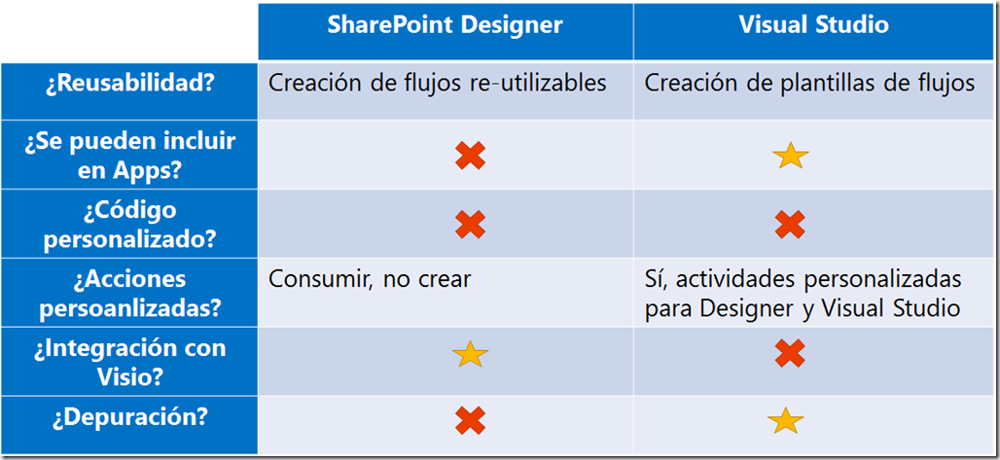 SharePoint Designer
Visual Studio
¿Reusabilidad?
Creación de flujos re-utilizables
Creación de plantillas de flujos
¿Se pueden incluir
en Apps?
¿Código
personalizado?
¿Acciones
persoanlizadas?
Consumir, no crear
Sí, actividades personalizadas
para Designer y Visual Studio
¿Integración con
Visio?
¿Depuración?